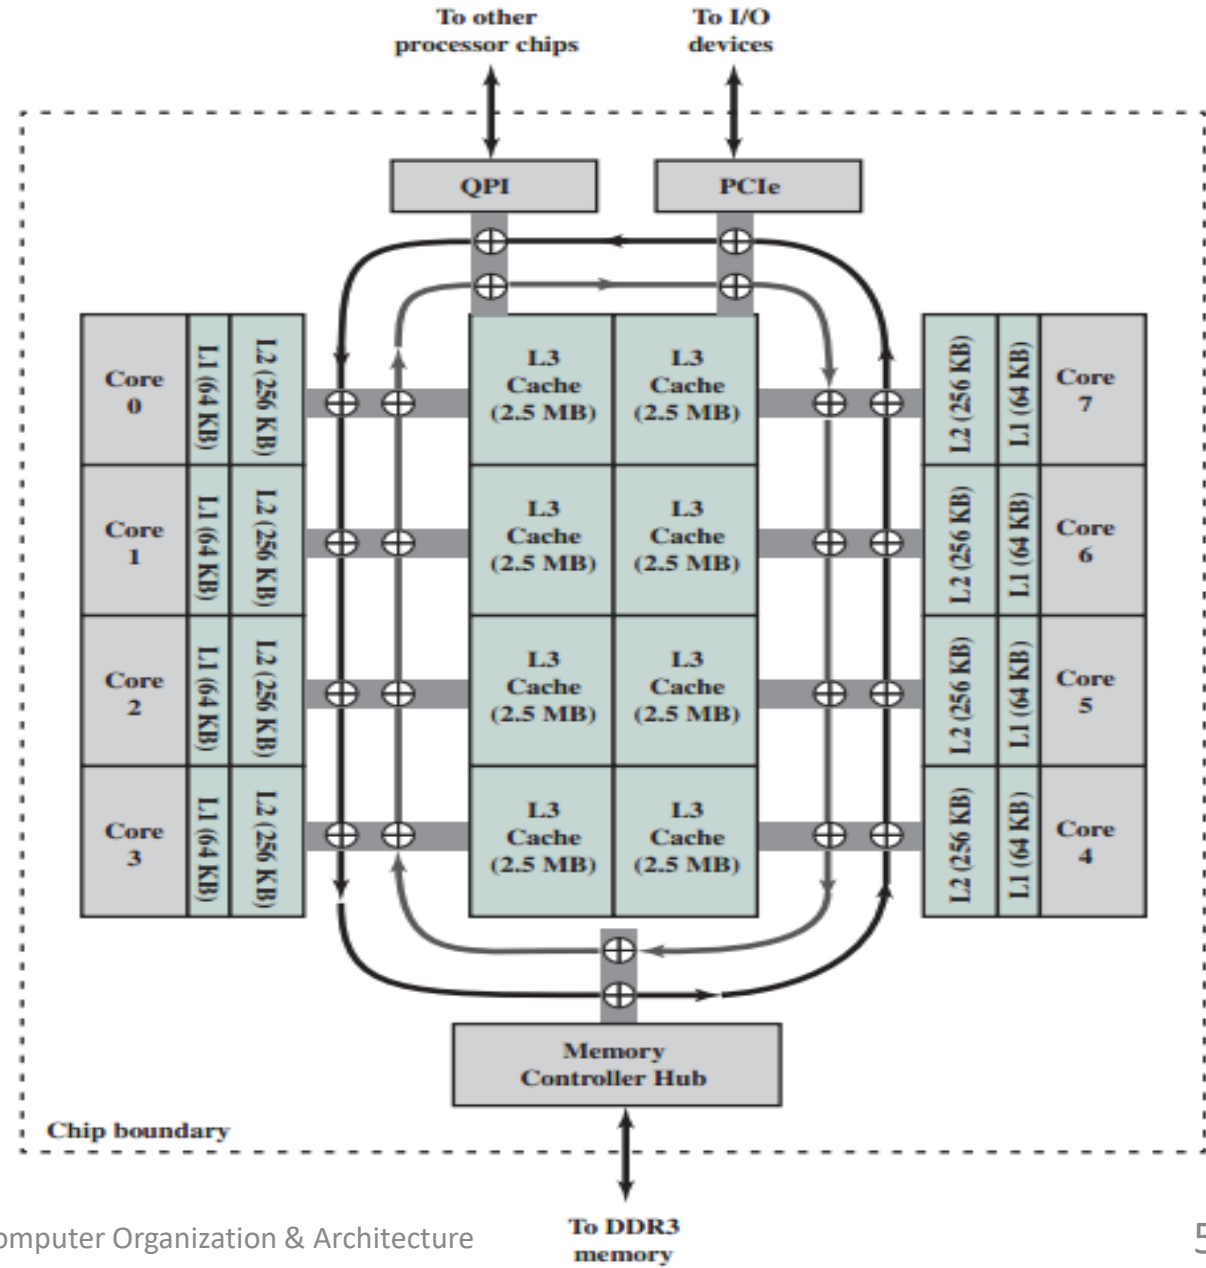 To other
processor chips
To I/O
devices
QPI
PCIe
Core
0
L1 (64 KB)
L2 (256 KB)
L3
Cache
(2.5 MB)
L3
Cache
(2.5 MB)
L2 (256 KB)
L1 (64 KB)
Core
7
Core
1
L1 (64 KB)
L2 (256 KB)
L3
Cache
(2.5 MB)
L3
Cache
(2.5 MB)
L2 (256 KB)
L1 (64 KB)
Core
6
Core
2
L1 (64 KB)
L2 (256 KB)
L3
Cache
(2.5 MB)
L3
Cache
(2.5 MB)
L2 (256 KB)
L1 (64 KB)
Core
5
Core
3
L1 (64 KB)
L2 (256 KB)
L3
Cache
(2.5 MB)
L3
Cache
(2.5 MB)
L2 (256 KB)
L1 (64 KB)
Core
4
Memory
Controller Hub
Chip boundary
To DDR3
memory
omputer Organization & Architecture
5